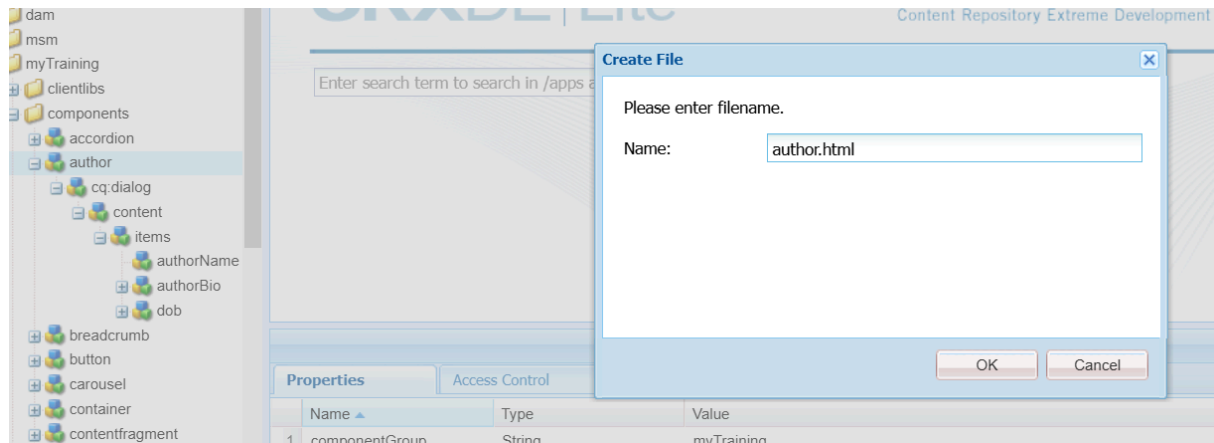 dam
CRXDE | Lite
Content Repository Extreme Development
msm
myTraining
Create File
clientlibs
Enter search term to search in /apps a
components
Please enter filename.
accordion
Name:
author.html
author
cq:dialog
content
items
authorName
authorBio
dob
breadcrumb
button
OK
Cancel
carousel
Properties
Access Control
container
Name
Type
Value
contentfragment
1
componentGroup
String
myTraining